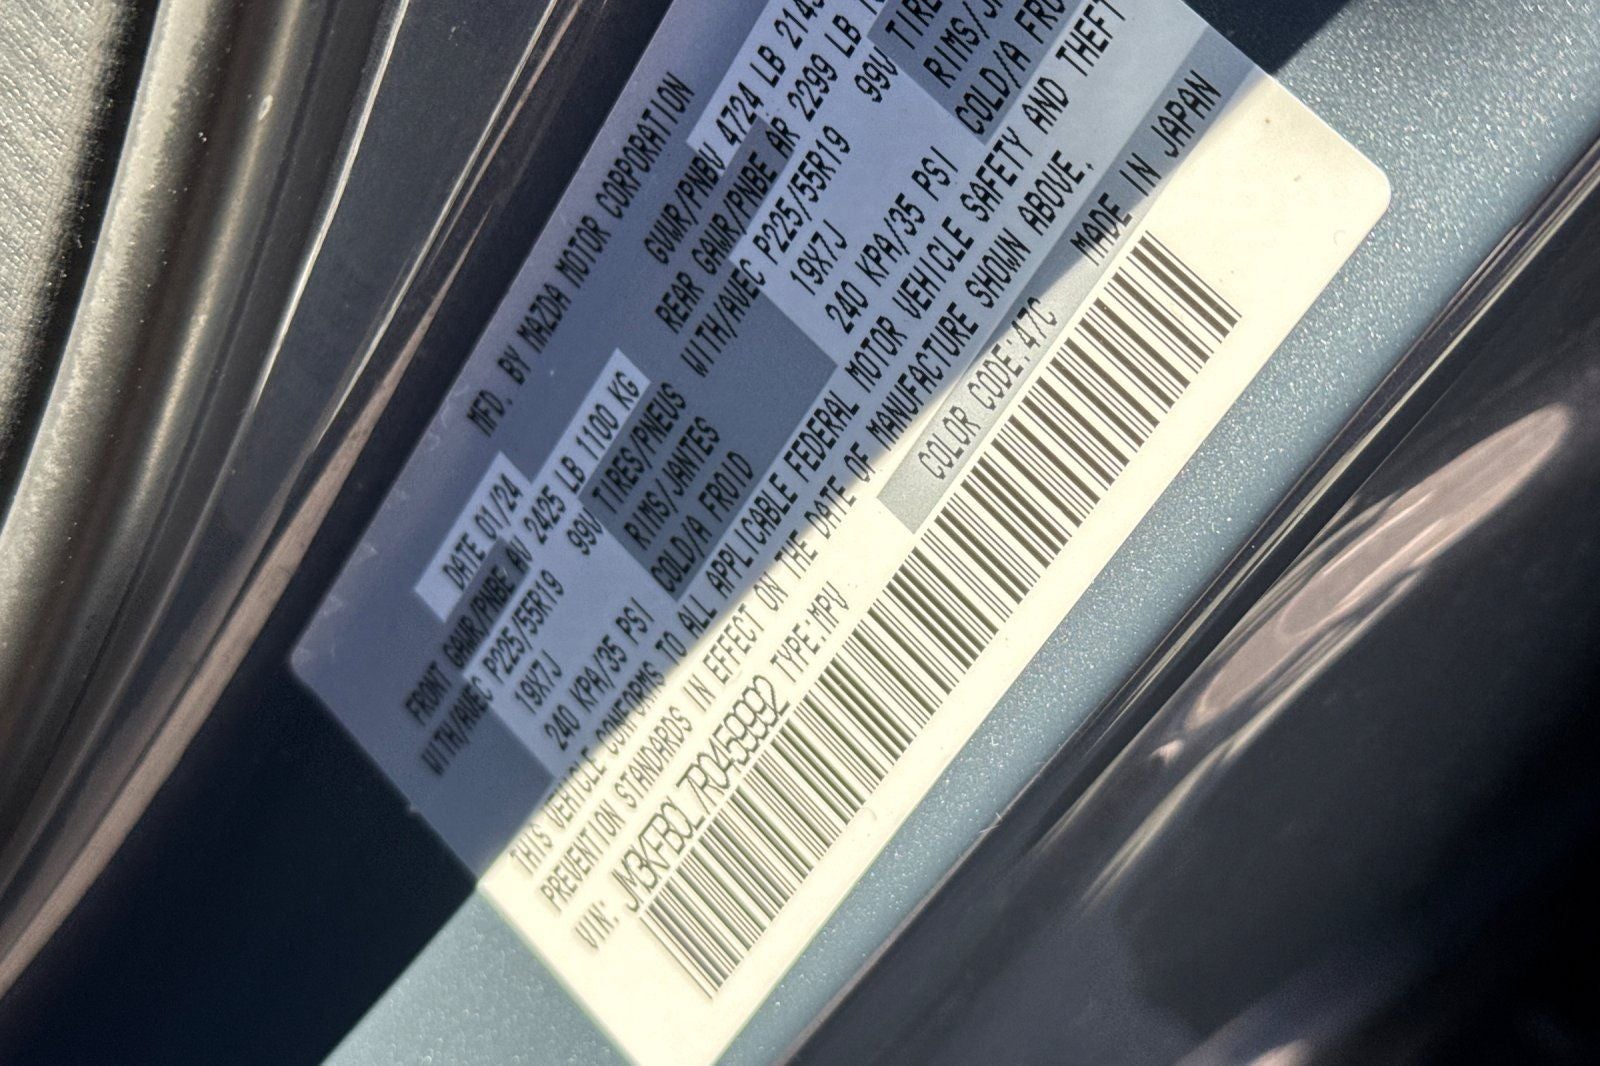 MFD. BY MAZDA MOTOR CORPORATION
DATE 01/24 GVWR/PNBV 4724 LB
FRONT GAWR/PNBE AV 2425 LB 1100 KG REAR GAWR/PNBE AR 2299 LB
WITH/AVEC P225/55R19 99V TIRES/PNEUS WITH/AVEC P225/55R19 99V TIRE
19X7J RIMS/JANTES 19X7J RIMS/J
240 KPA/35 PSI COLD/A FROID 240 KPA/35 PSI COLD/A FRO
THIS VEHICLE CONFORMS TO ALL APPLICABLE FEDERAL MOTOR VEHICLE SAFETY AND THEFT
PREVENTION STANDARDS IN EFFECT ON THE DATE OF MANUFACTURE SHOWN ABOVE.
VIN: JM3KFBCL7R0459992 TYPE:MPV COLOR CODE:47C MADE IN JAPAN